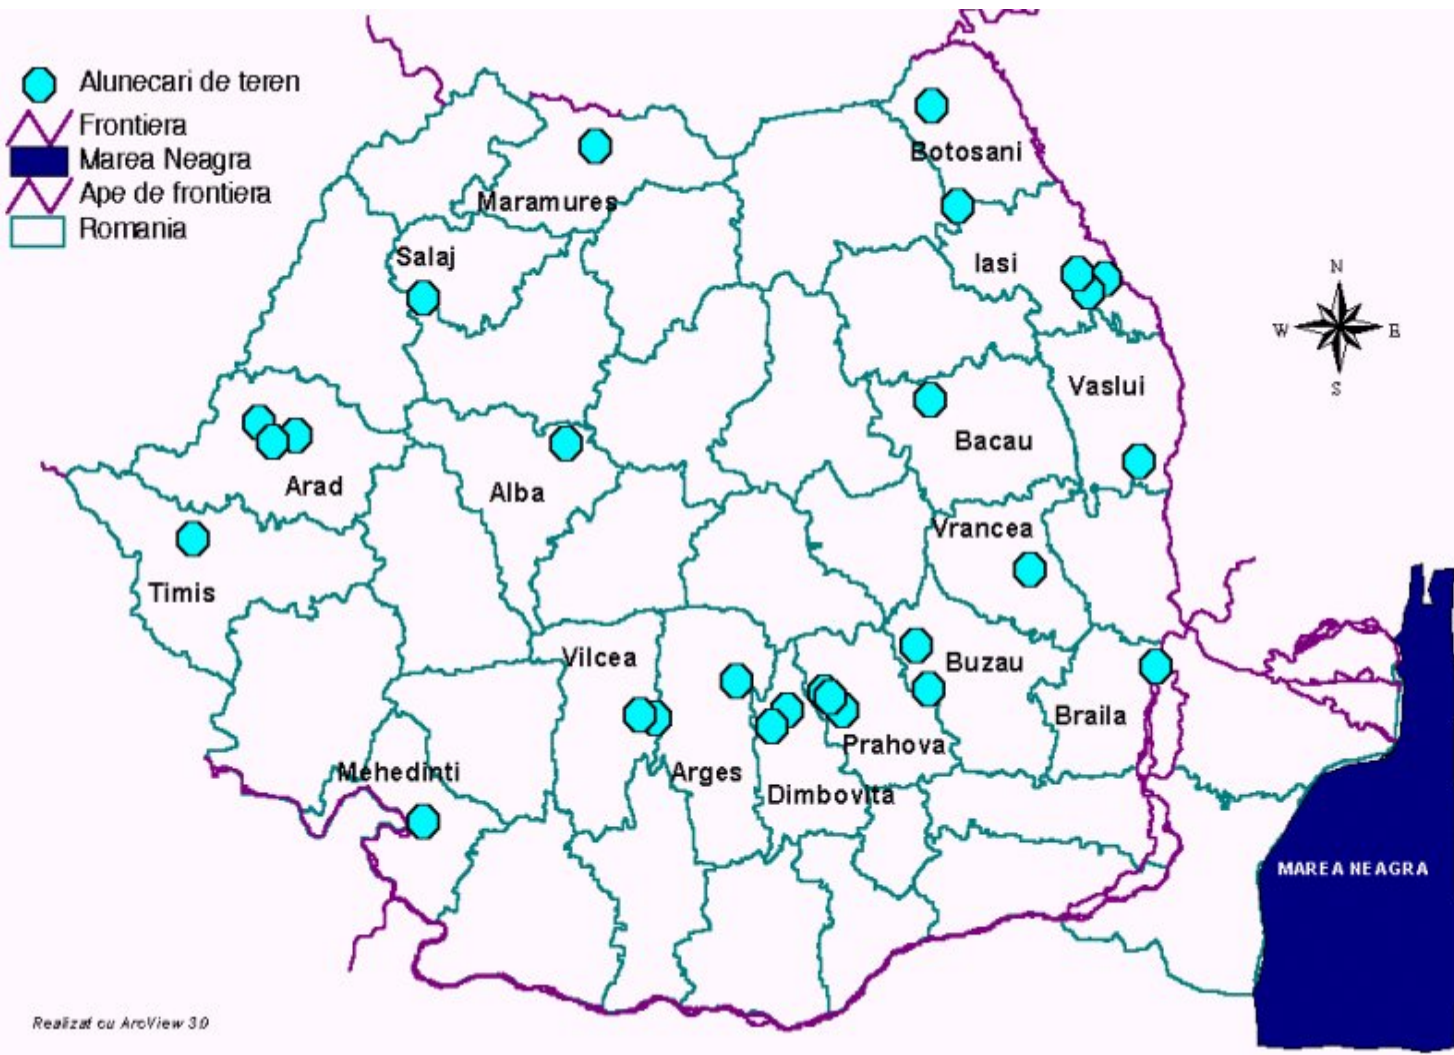 Alunecari de teren
Frontiera
Marea Neagra
Ape de frontiera
Romania
Botosani
Maramures
Salaj
Iasi
N
W
E
S
Vaslui
Bacau
Arad
Alba
Vrancea
Timis
Vilcea
Buzau
Braila
Prahova
Mehedinti
Arges
Dimbovita
MAREA NEAGRA
Realizat cu ArcView 3.0